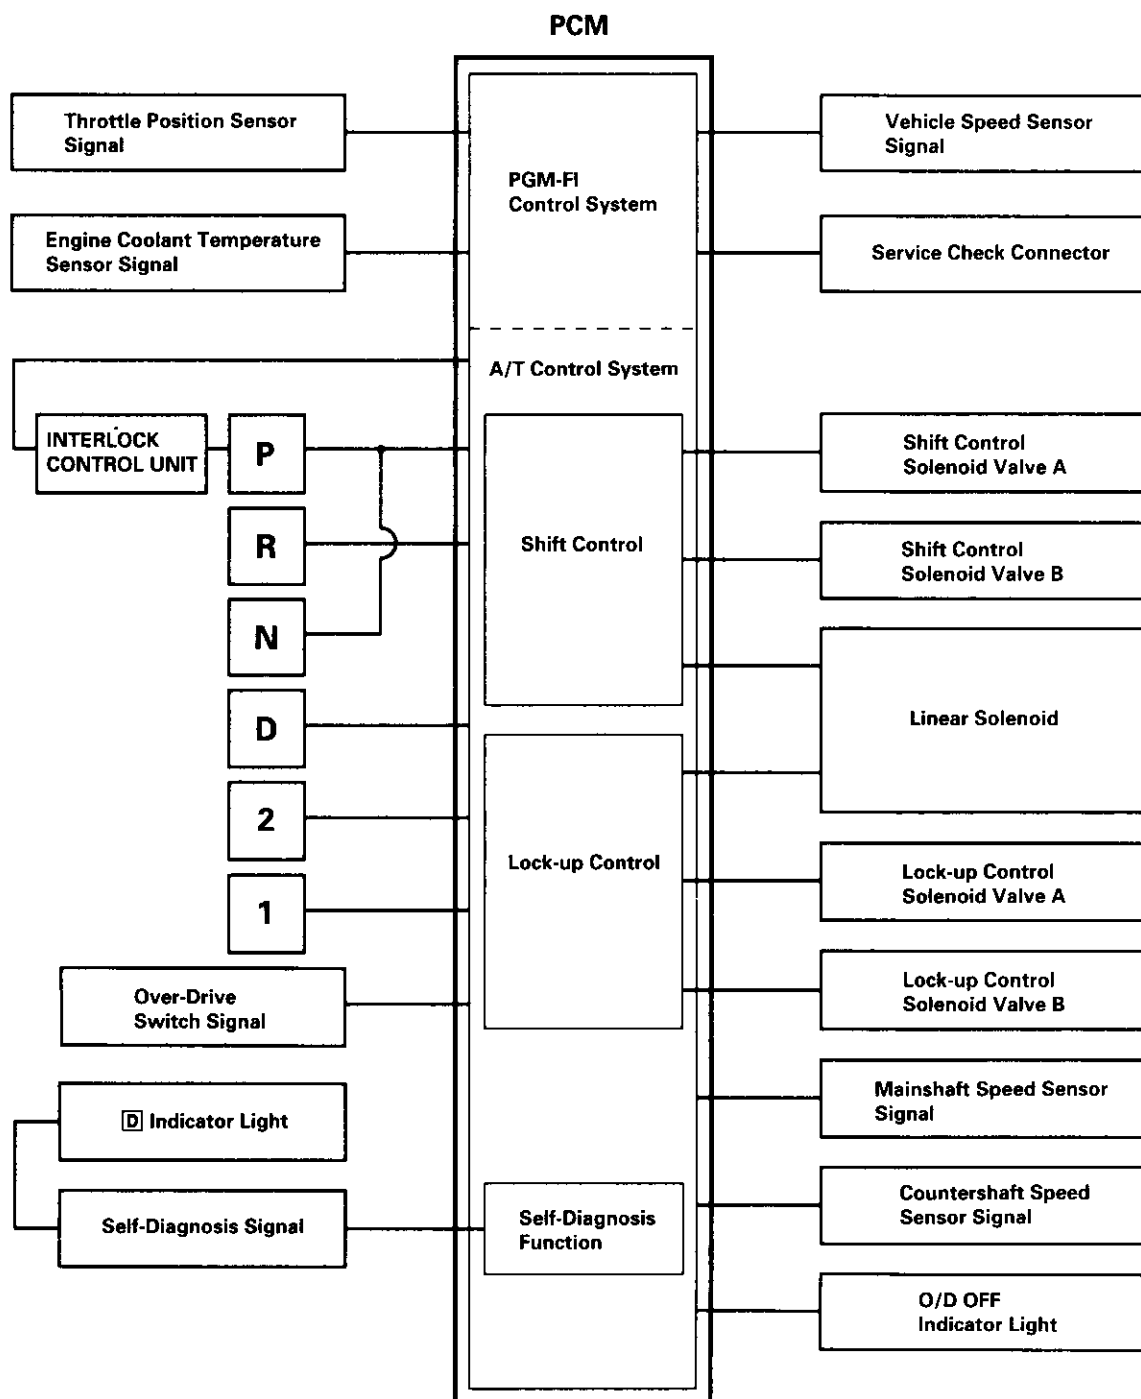 PCM
Throttle Position Sensor
Signal
Engine Coolant Temperature
Sensor Signal
INTERLOCK
CONTROL UNIT
P
R
N
D
2
1
Over-Drive
Switch Signal
D Indicator Light
Self-Diagnosis Signal
PGM-FI
Control System
A/T Control System
Shift Control
Lock-up Control
Self-Diagnosis
Function
Vehicle Speed Sensor
Signal
Service Check Connector
Shift Control
Solenoid Valve A
Shift Control
Solenoid Valve B
Linear Solenoid
Lock-up Control
Solenoid Valve A
Lock-up Control
Solenoid Valve B
Mainshaft Speed Sensor
Signal
Countershaft Speed
Sensor Signal
O/D OFF
Indicator Light